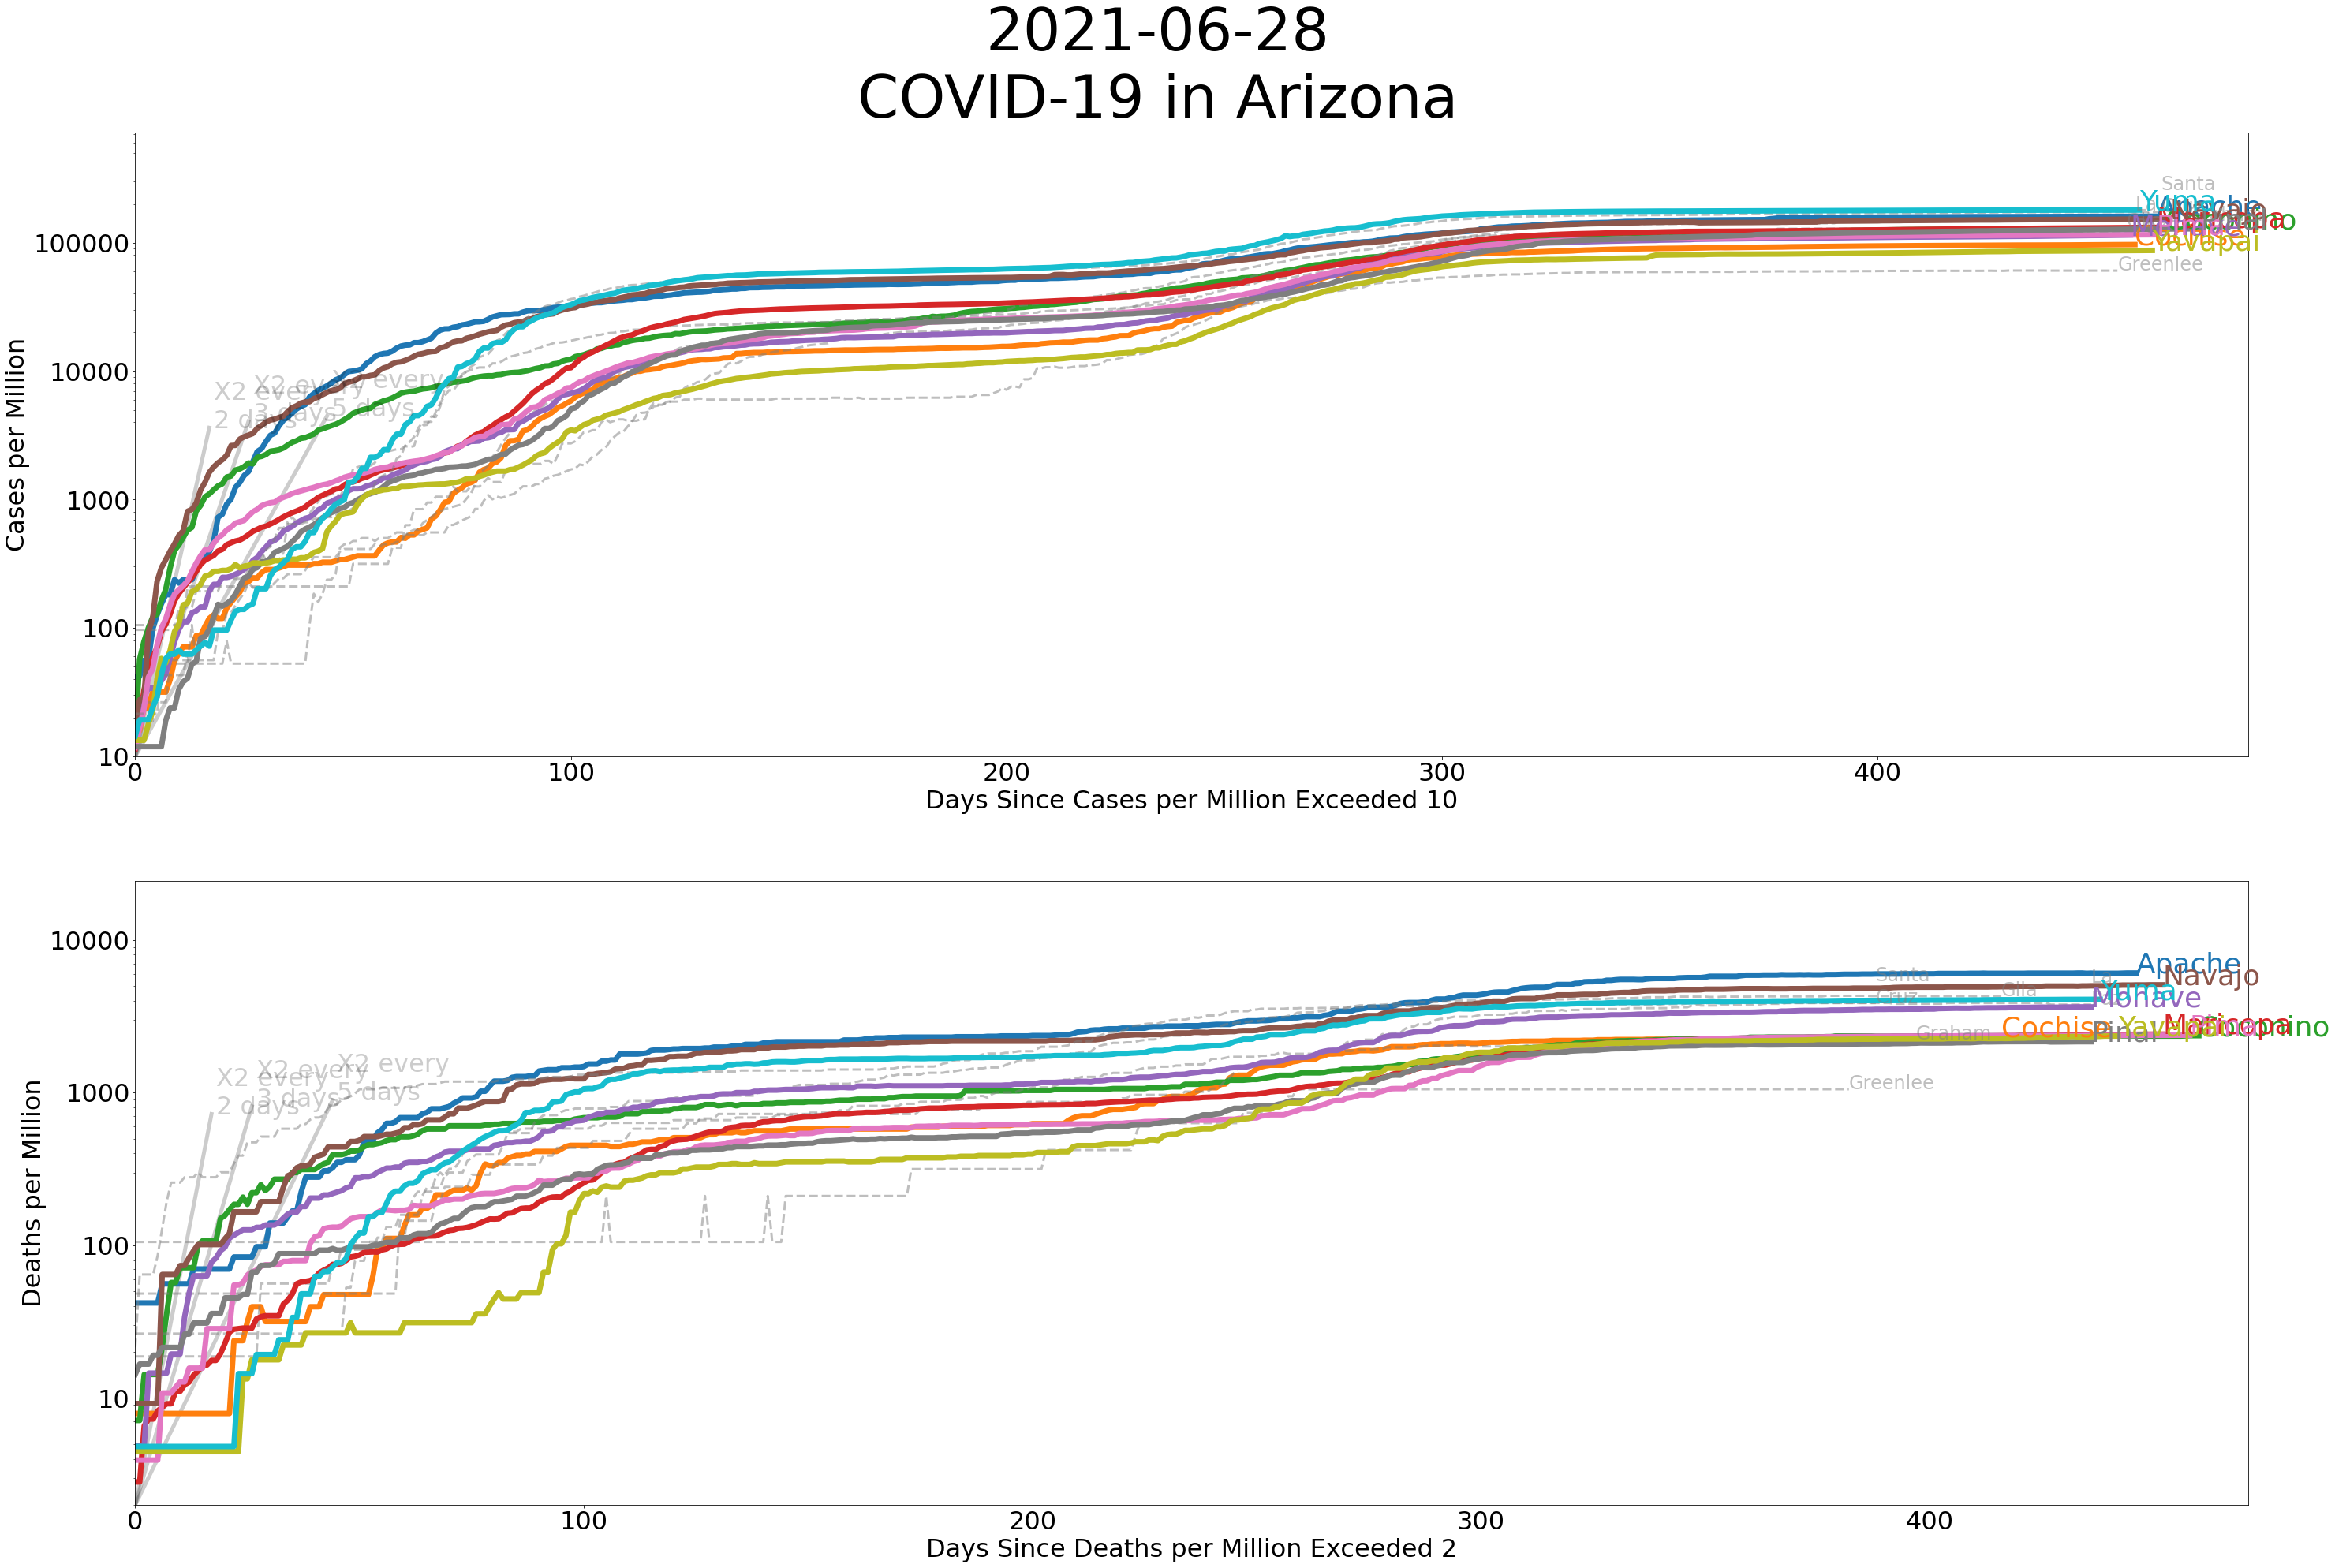 2021-06-28
COVID-19 in Arizona
Cases per Million
100000
10000
1000
100
10
X2 every
2 days
X2 every
3 days
X2 every
5 days
Santa
La
Yuma
Apache
Navajo
Maricopa
Coconino
Mohave
Cochise
Yavapai
Greenlee
0
100
200
300
400
Days Since Cases per Million Exceeded 10
Deaths per Million
10000
1000
100
10
X2 every
2 days
X2 every
3 days
X2 every
5 days
Apache
Santa
Cruz
La
Navajo
Gila
Yuma
Mohave
Graham
Cochise
Pinal
Yavapai
Maricopa
Pima
Coconino
Greenlee
0
100
200
300
400
Days Since Deaths per Million Exceeded 2